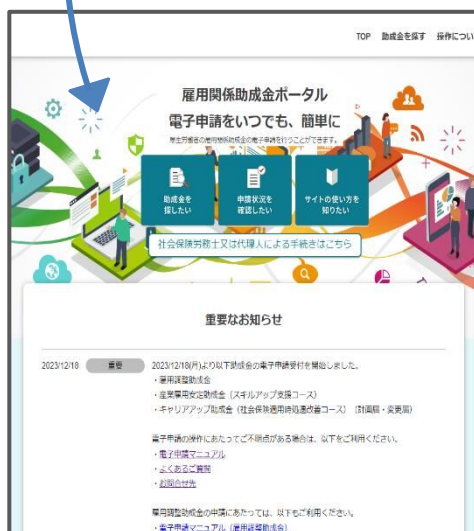 TOP 助成金を探す 操作につい
雇用関係助成金ポータル
電子申請をいつでも、簡単に
厚生労働省の雇用関係助成金の電子申請を行うことができます。
助成金を
探したい
申請状況を
確認したい
サイトの使い方を
知りたい
社会保険労務士又は代理人による手続きはこちら
重要なお知らせ
2023/12/18 重要 2023/12/18(月)より以下助成金の電子申請受付を開始しました。
・雇用調整助成金
・産業雇用安定助成金（スキルアップ支援コース）
・キャリアアップ助成金（社会保険適用時処遇改善コース）（計画届・変更届）
電子申請の操作にあたってご不明点がある場合は、以下をご利用ください。
・電子申請マニュアル
・よくあるご質問
・お問合せ先
雇用調整助成金の申請にあたっては、以下もご利用ください。
・電子申請マニュアル（雇用調整助成金）